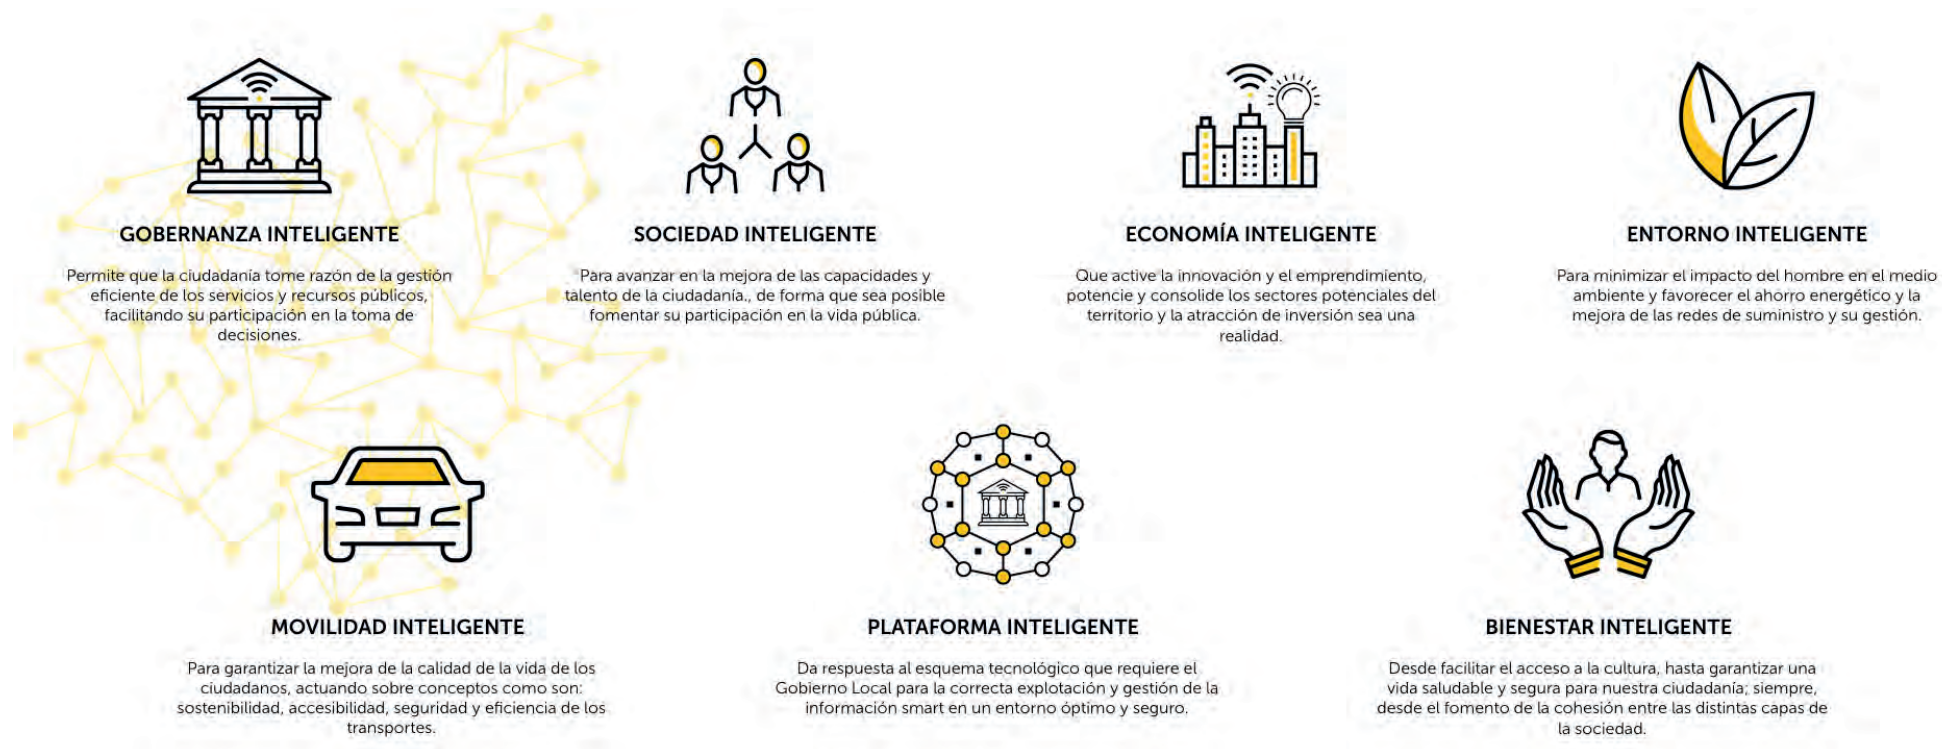 GOBERNANZA INTELIGENTE
Permite que la ciudadanía tome razón de la gestión
eficiente de los servicios y recursos públicos,
facilitando su participación en la toma de
decisiones.
SOCIEDAD INTELIGENTE
Para avanzar en la mejora de las capacidades y
talento de la ciudadanía., de forma que sea posible
fomentar su participación en la vida pública.
ECONOMÍA INTELIGENTE
Que active la innovación y el emprendimiento,
potencie y consolide los sectores potenciales del
territorio y la atracción de inversión sea una
realidad.
ENTORNO INTELIGENTE
Para minimizar el impacto del hombre en el medio
ambiente y favorecer el ahorro energético y la
mejora de las redes de suministro y su gestión.
MOVILIDAD INTELIGENTE
Para garantizar la mejora de la calidad de la vida de los
ciudadanos, actuando sobre conceptos como son:
sostenibilidad, accesibilidad, seguridad y eficiencia de los
transportes.
PLATAFORMA INTELIGENTE
Da respuesta al esquema tecnológico que requiere el
Gobierno Local para la correcta explotación y gestión de la
información smart en un entorno óptimo y seguro.
BIENESTAR INTELIGENTE
Desde facilitar el acceso a la cultura, hasta garantizar una
vida saludable y segura para nuestra ciudadanía; siempre,
desde el fomento de la cohesión entre las distintas capas de
la sociedad.